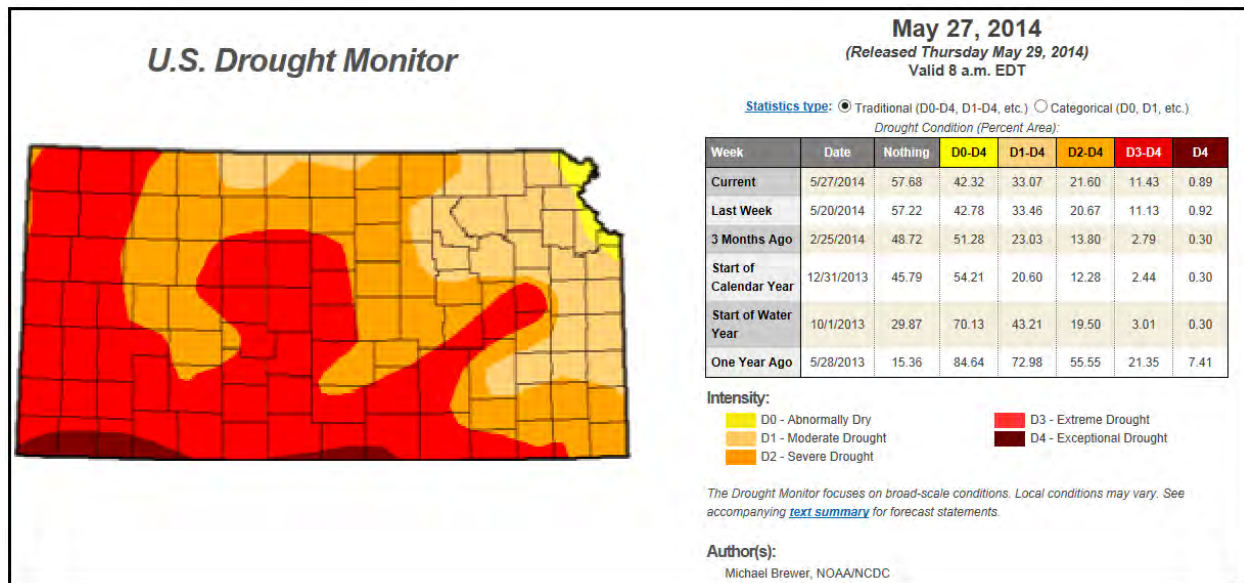 U.S. Drought Monitor
May 27, 2014
(Released Thursday May 29, 2014)
Valid 8 a.m. EDT
Statistics type: Traditional (D0-D4, D1-D4, etc.) Categorical (D0, D1, etc.)
Drought Condition (Percent Area):
Week Date Nothing D0-D4 D1-D4 D2-D4 D3-D4 D4
Current 5/27/2014 57.68 42.32 33.07 21.60 11.43 0.89
Last Week 5/20/2014 57.22 42.78 33.46 20.67 11.13 0.92
3 Months Ago 2/25/2014 48.72 51.28 23.03 13.80 2.79 0.30
Start of
Calendar Year 12/31/2013 45.79 54.21 20.60 12.28 2.44 0.30
Start of Water
Year 10/1/2013 29.87 70.13 43.21 19.50 3.01 0.30
One Year Ago 5/28/2013 15.36 84.64 72.98 55.55 21.35 7.41
Intensity:
D0 - Abnormally Dry
D1 - Moderate Drought
D2 - Severe Drought
D3 - Extreme Drought
D4 - Exceptional Drought
The Drought Monitor focuses on broad-scale conditions. Local conditions may vary. See
accompanying text summary for forecast statements.
Author(s):
Michael Brewer, NOAA/NCDC